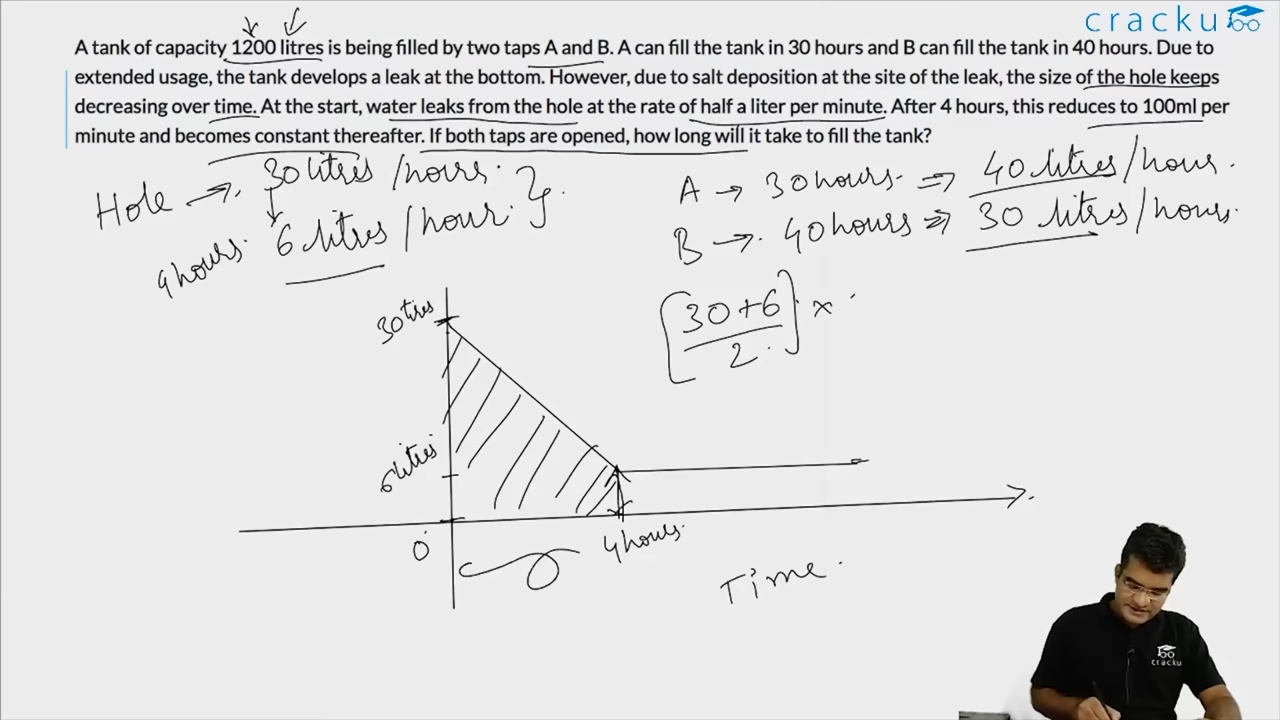 cracku
A tank of capacity 1200 litres is being filled by two taps A and B. A can fill the tank in 30 hours and B can fill the tank in 40 hours. Due to
extended usage, the tank develops a leak at the bottom. However, due to salt deposition at the site of the leak, the size of the hole keeps
decreasing over time. At the start, water leaks from the hole at the rate of half a liter per minute. After 4 hours, this reduces to 100ml per
minute and becomes constant thereafter. If both taps are opened, how long will it take to fill the tank?
Hole → 30 litres / hours.
4 hours. 6 litres / hour.
A → 30 hours. ⇒ 40 litres / hour.
B → 40 hours ⇒ 30 litres / hours.
[30+6 / 2] ×
30 litres
6 litres
0
4 hours.
Time.
cracku